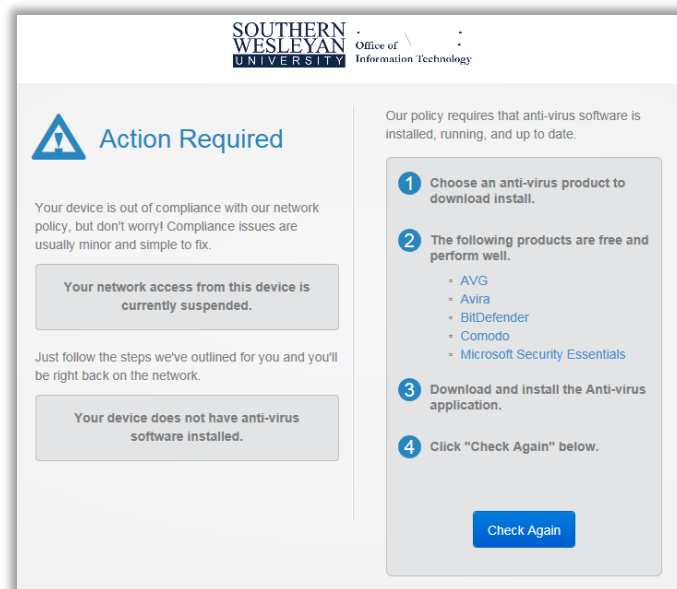 SOUTHERN
WESLEYAN
UNIVERSITY
Office of
Information Technology
Action Required
Your device is out of compliance with our network
policy, but don't worry! Compliance issues are
usually minor and simple to fix.
Your network access from this device is
currently suspended.
Just follow the steps we've outlined for you and you'll
be right back on the network.
Your device does not have anti-virus
software installed.
Our policy requires that anti-virus software is
installed, running, and up to date.
1 Choose an anti-virus product to
download install.
2 The following products are free and
perform well.
AVG
Avira
BitDefender
Comodo
Microsoft Security Essentials
3 Download and install the Anti-virus
application.
4 Click "Check Again" below.
Check Again